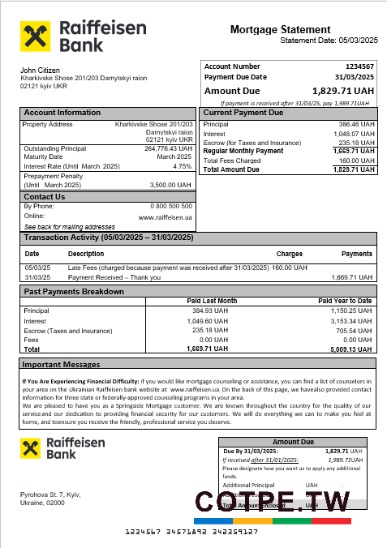 Raiffeisen
Bank
Mortgage Statement
Statement Date: 05/03/2025
John Citizen
Kharkivske Shose 201/203 Darnytskyi raion
02121 kyiv UKR
Account Number 1234567
Payment Due Date 31/03/2025
Amount Due 1,829.71 UAH
If payment is received after 31/03/25, pay 1,989.71UAH
Account Information
Property Address Kharkivske Shose 201/203
Darnytskyi raion
02121 kyiv UKR
Outstanding Principal 264,776.43 UAH
Maturity Date March 2025
Interest Rate (Until March 2025) 4.75%
Prepayment Penalty
(Until March 2025) 3,500.00 UAH
Current Payment Due
Principal 386.46 UAH
Interest 1,048.07 UAH
Escrow (for Taxes and Insurance) 235.18 UAH
Regular Monthly Payment 1,669.71 UAH
Total Fees Charged 160.00 UAH
Total Amount Due 1,829.71 UAH
Contact Us
By Phone: 0 800 500 500
Online: www.raiffeisen.ua
See back for mailing addresses
Transaction Activity (05/03/2025 – 31/03/2025)
Date Description Charges Payments
05/03/25 Late Fees (charged because payment was received after 31/03/2025) 160.00 UAH
31/03/25 Payment Received – Thank you 1,669.71 UAH
Past Payments Breakdown
Paid Last Month Paid Year to Date
Principal 384.93 UAH 1,150.25 UAH
Interest 1,049.60 UAH 3,153.34 UAH
Escrow (Taxes and Insurance) 235.18 UAH 705.54 UAH
Fees 0.00 UAH 0.00 UAH
Total 1,669.71 UAH 5,009.13 UAH
Important Messages
If You Are Experiencing Financial Difficulty: If you would like mortgage counseling or assistance, you can find a list of counselors in
your area on the Ukrainian Raiffeisen bank website at www.raiffeisen.ua. On the back of this page, we havealso provided contact
information for three state or federally-approved counseling programs in your area.
We are pleased to have you as a Springside Mortgage customer. We are known throughout the country for the quality of our
serviceand our dedication to providing financial security for our customers. We will do everything we can to make you feel at
home, and toensure you receive the friendly, professional service you deserve.
Raiffeisen
Bank
Pyrohova St. 7, Kyiv,
Ukraine, 02000
Amount Due
Due By 31/03/2025: 1,829.71 UAH
If received after 31/03/2025: 1,989.71UAH
Please designate how you want us to apply any additional
funds.
Additional Principal UAH
CCOPE.TW
Total Amount Enclosed UAH
1234567 34571892 342359127